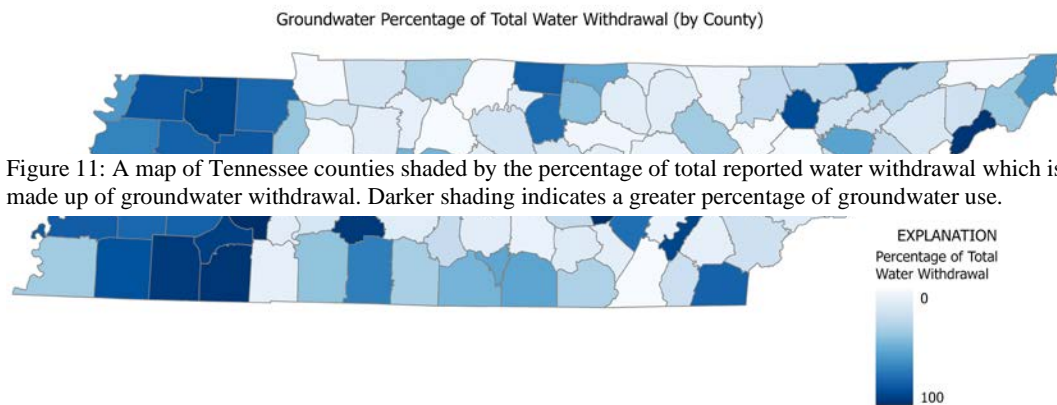 Groundwater Percentage of Total Water Withdrawal (by County)
Figure 11: A map of Tennessee counties shaded by the percentage of total reported water withdrawal which is
made up of groundwater withdrawal. Darker shading indicates a greater percentage of groundwater use.
EXPLANATION
Percentage of Total
Water Withdrawal
0
100